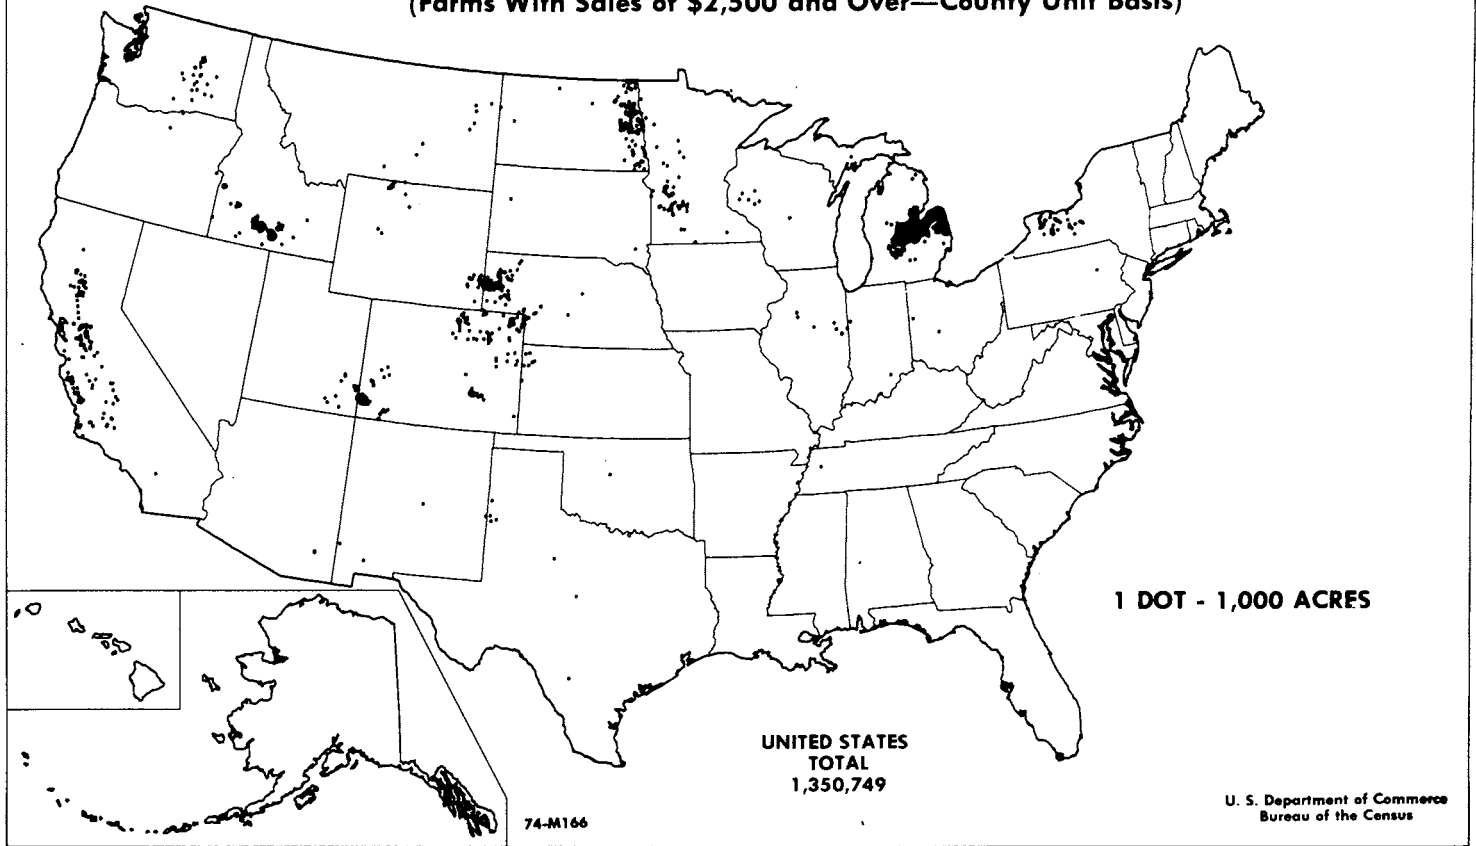 (Farms With Sales of $2,500 and Over—County Unit Basis)
1 DOT - 1,000 ACRES
UNITED STATES
TOTAL
1,350,749
74-M166
U. S. Department of Commerce
Bureau of the Census